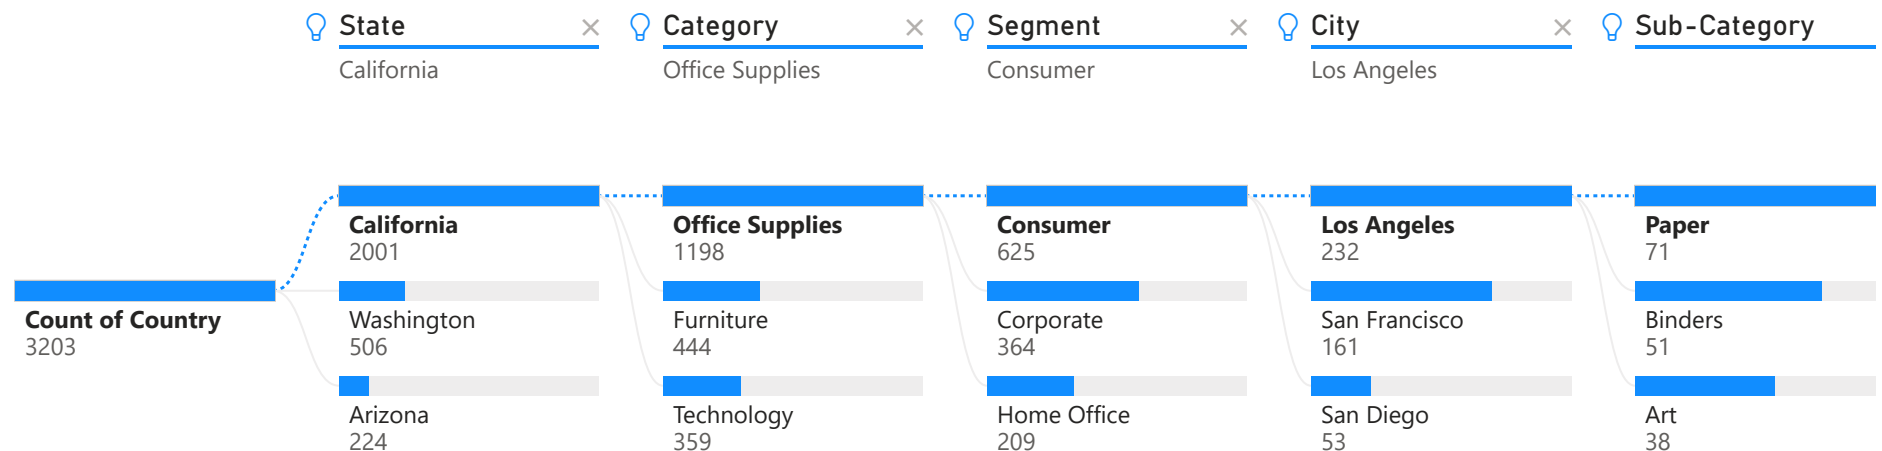 State
California
Category
Office Supplies
Segment
Consumer
City
Los Angeles
Sub-Category
Count of Country
3203
California
2001
Washington
506
Arizona
224
Office Supplies
1198
Furniture
444
Technology
359
Consumer
625
Corporate
364
Home Office
209
Los Angeles
232
San Francisco
161
San Diego
53
Paper
71
Binders
51
Art
38